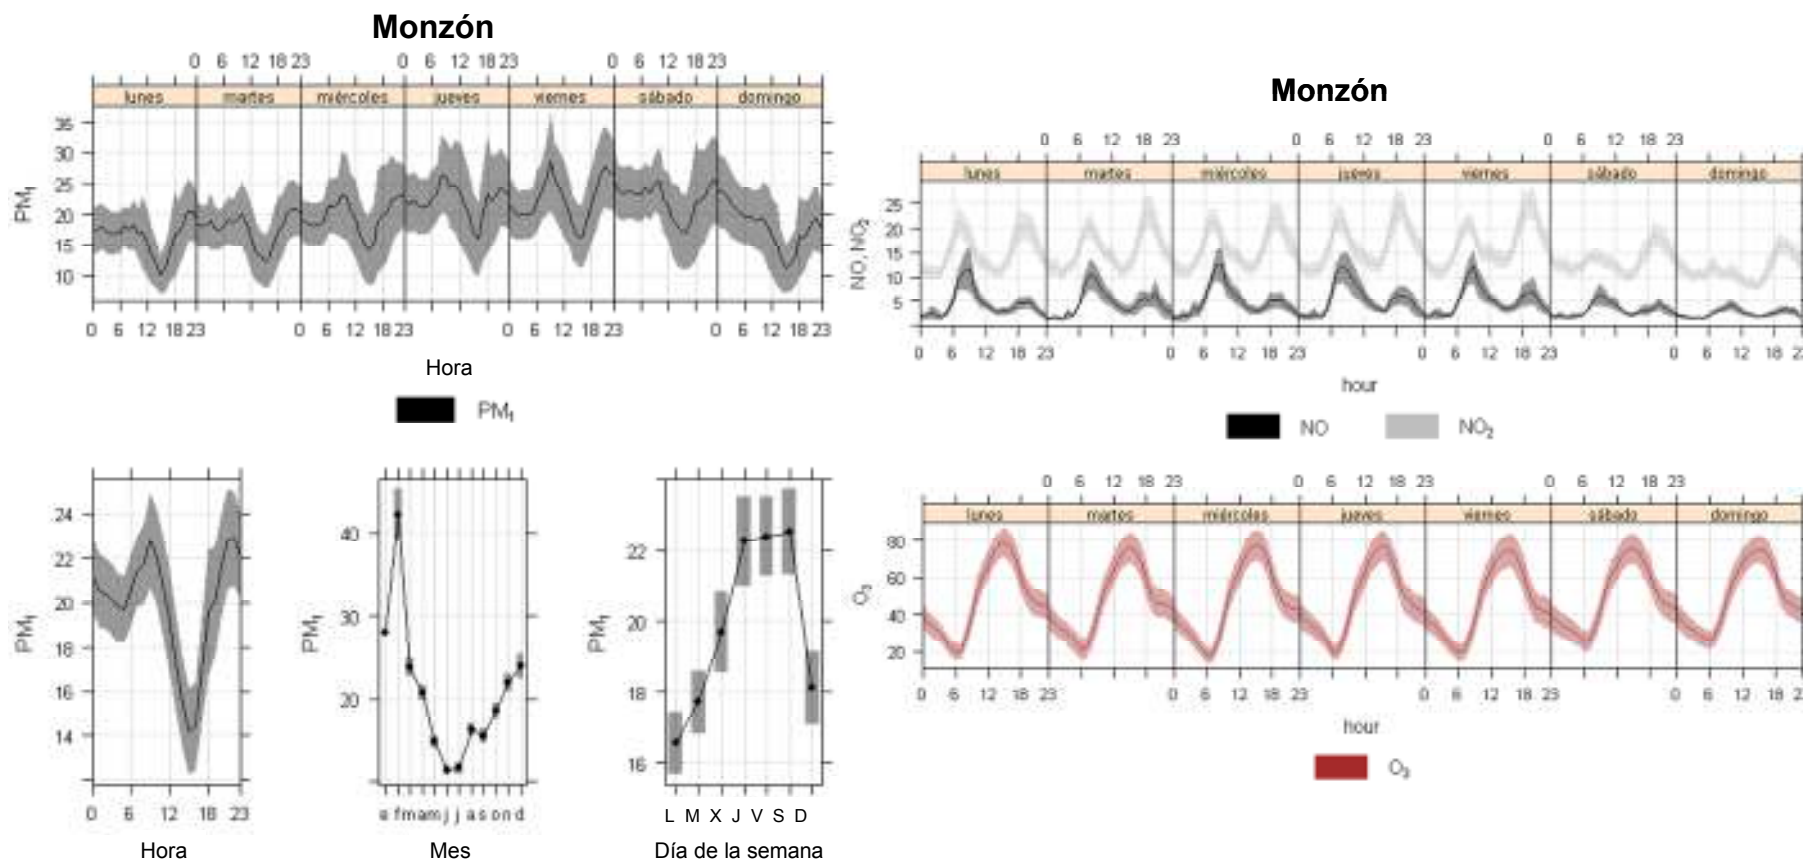 Monzón
0 6 12 18 23 0 6 12 18 23 0 6 12 18 23
lunes martes miércoles jueves viernes sábado domingo
PM1
35
30
25
20
15
10
0 6 12 18 23 0 6 12 18 23 0 6 12 18 23 0 6 12 18 23
Hora
PM1
PM1
24
22
20
18
16
14
0 6 12 18 23
Hora
PM1
40
30
20
e f m a m j j a s o n d
Mes
PM1
22
20
18
16
L M X J V S D
Día de la semana
Monzón
0 6 12 18 23 0 6 12 18 23 0 6 12 18 23
lunes martes miércoles jueves viernes sábado domingo
NO, NO2
25
20
15
10
5
0 6 12 18 23 0 6 12 18 23 0 6 12 18 23 0 6 12 18 2
hour
NO NO2
0 6 12 18 23 0 6 12 18 23 0 6 12 18 23
lunes martes miércoles jueves viernes sábado domingo
O3
80
60
40
20
0 6 12 18 23 0 6 12 18 23 0 6 12 18 23 0 6 12 18 2
hour
O3